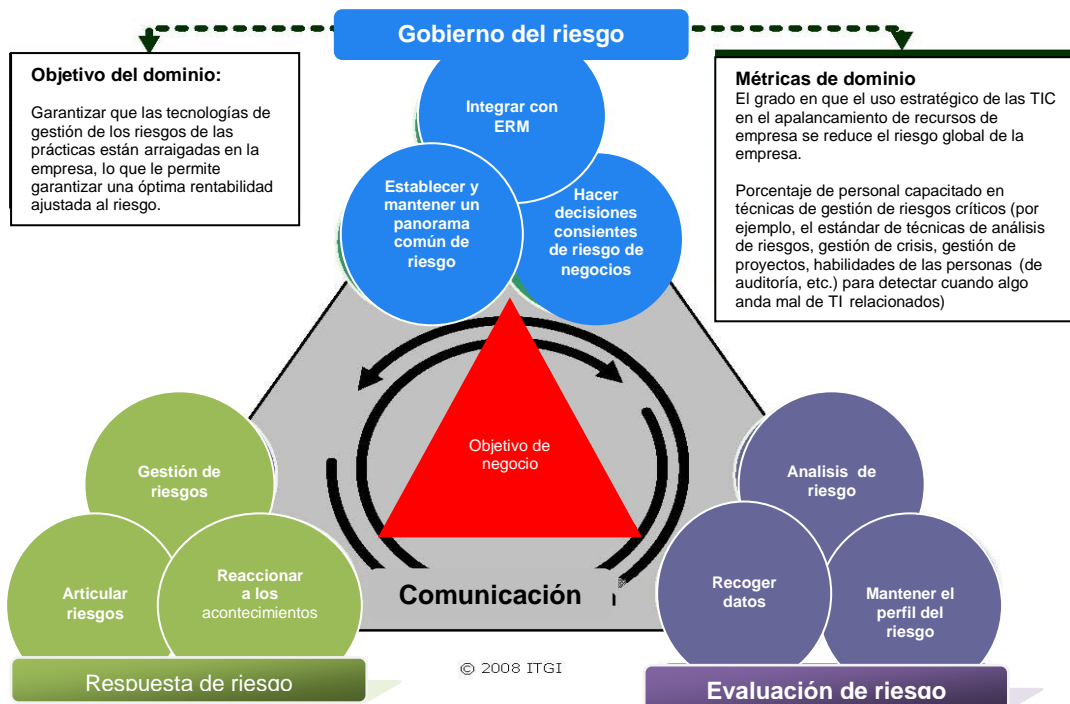 Gobierno del riesgo
Objetivo del dominio:
Garantizar que las tecnologías de
gestión de los riesgos de las
prácticas están arraigadas en la
empresa, lo que le permite
garantizar una óptima rentabilidad
ajustada al riesgo.
Integrar con
ERM
Establecer y
mantener un
panorama
común de
riesgo
Hacer
decisiones
consientes
de riesgo de
negocios
Métricas de dominio
El grado en que el uso estratégico de las TIC
en el apalancamiento de recursos de
empresa se reduce el riesgo global de la
empresa.
Porcentaje de personal capacitado en
técnicas de gestión de riesgos críticos (por
ejemplo, el estándar de técnicas de análisis
de riesgos, gestión de crisis, gestión de
proyectos, habilidades de las personas (de
auditoría, etc.) para detectar cuando algo
anda mal de TI relacionados)
Objetivo de
negocio
Gestión de
riesgos
Articular
riesgos
Reaccionar
a los
acontecimientos
Comunicación
Analisis de
riesgo
Recoger
datos
Mantener el
perfil del
riesgo
© 2008 ITGI
Respuesta de riesgo
Evaluación de riesgo